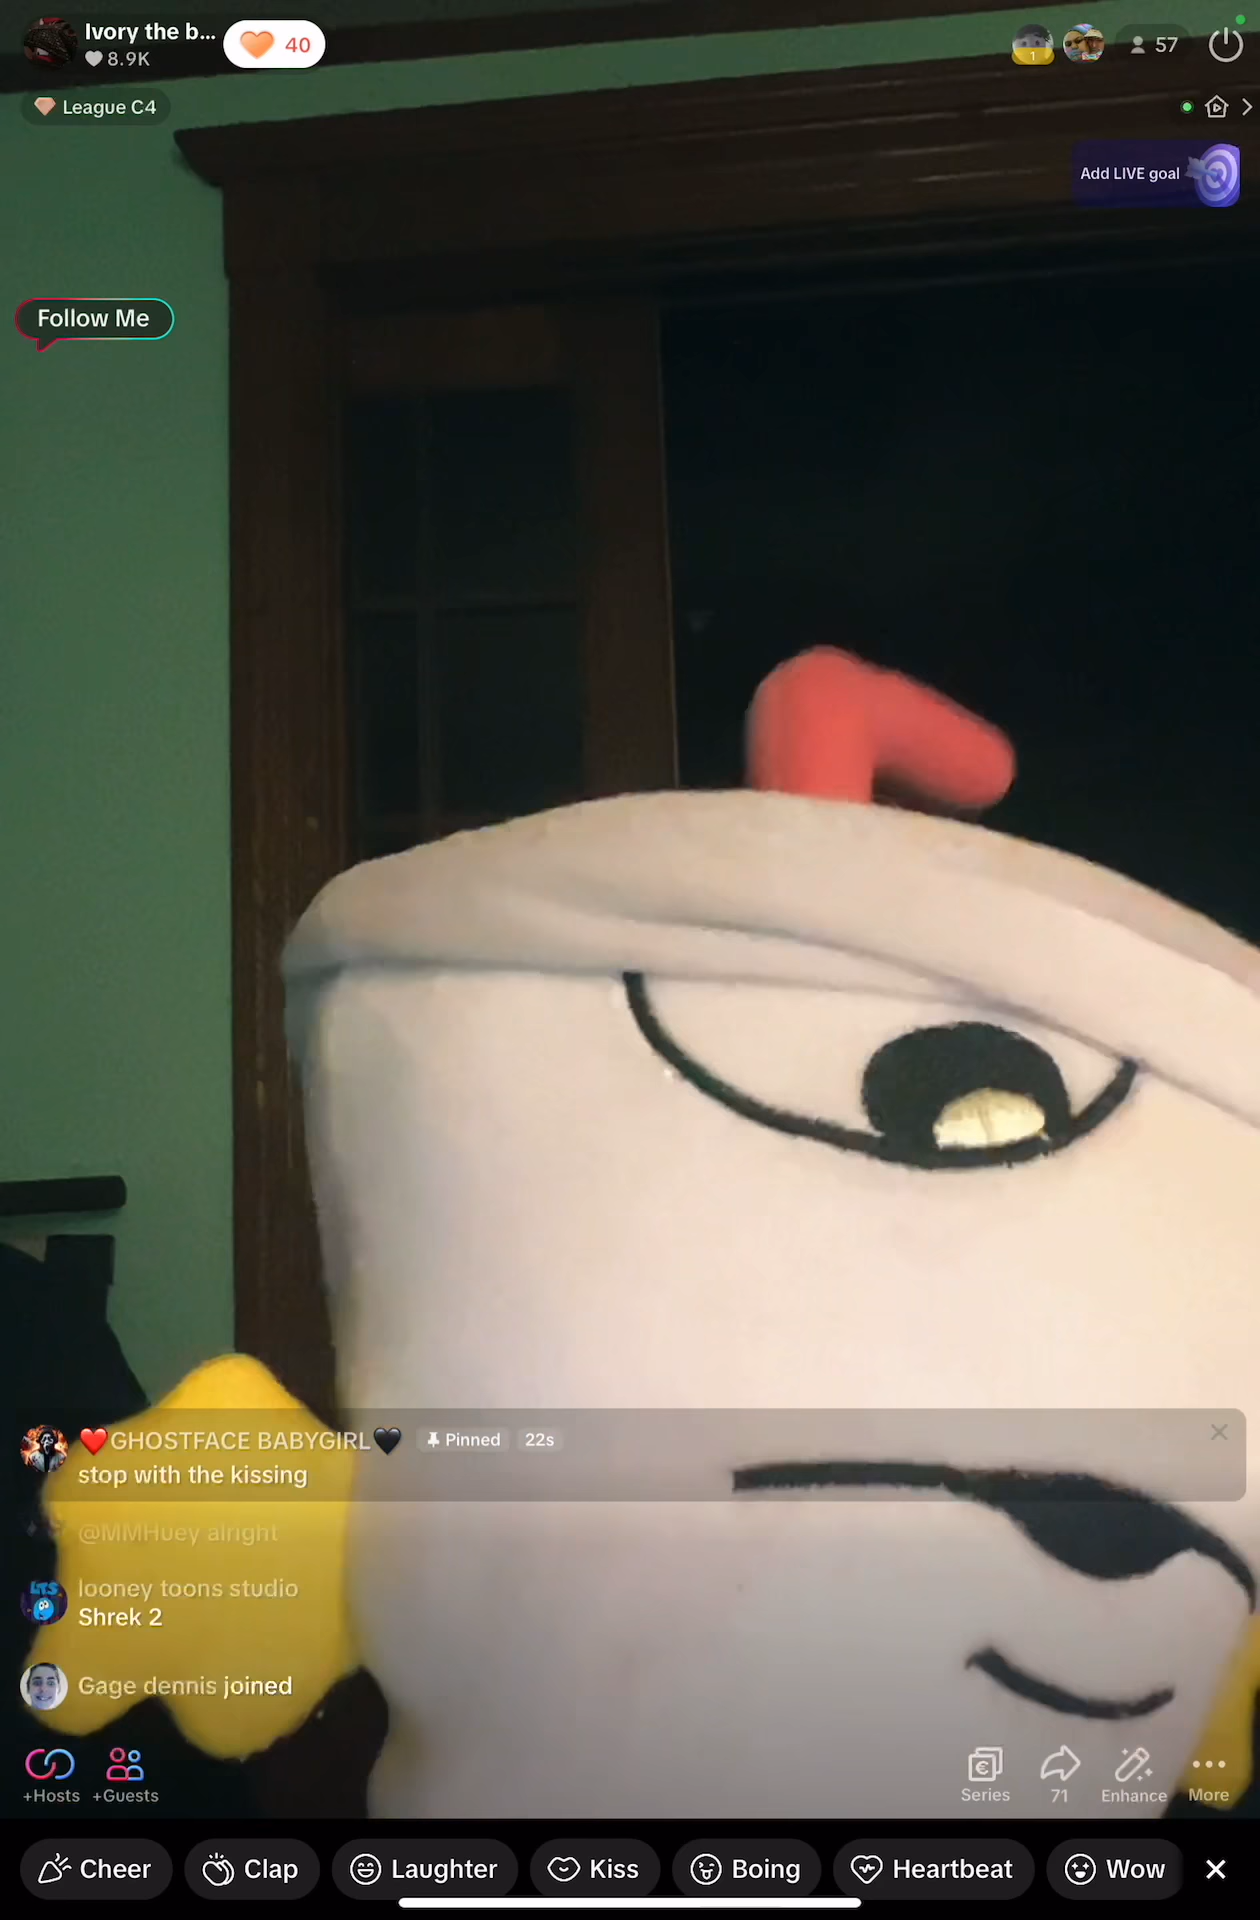 Ivory the b...
8.9K
40
1
57
League C4
Add LIVE goal
Follow Me
❤️GHOSTFACE BABYGIRL🖤 Pinned 22s
stop with the kissing
@MMHuey alright
LTS
looney toons studio
Shrek 2
Gage dennis joined
+Hosts +Guests
Series 71 Enhance More
Cheer Clap Laughter Kiss Boing Heartbeat Wow